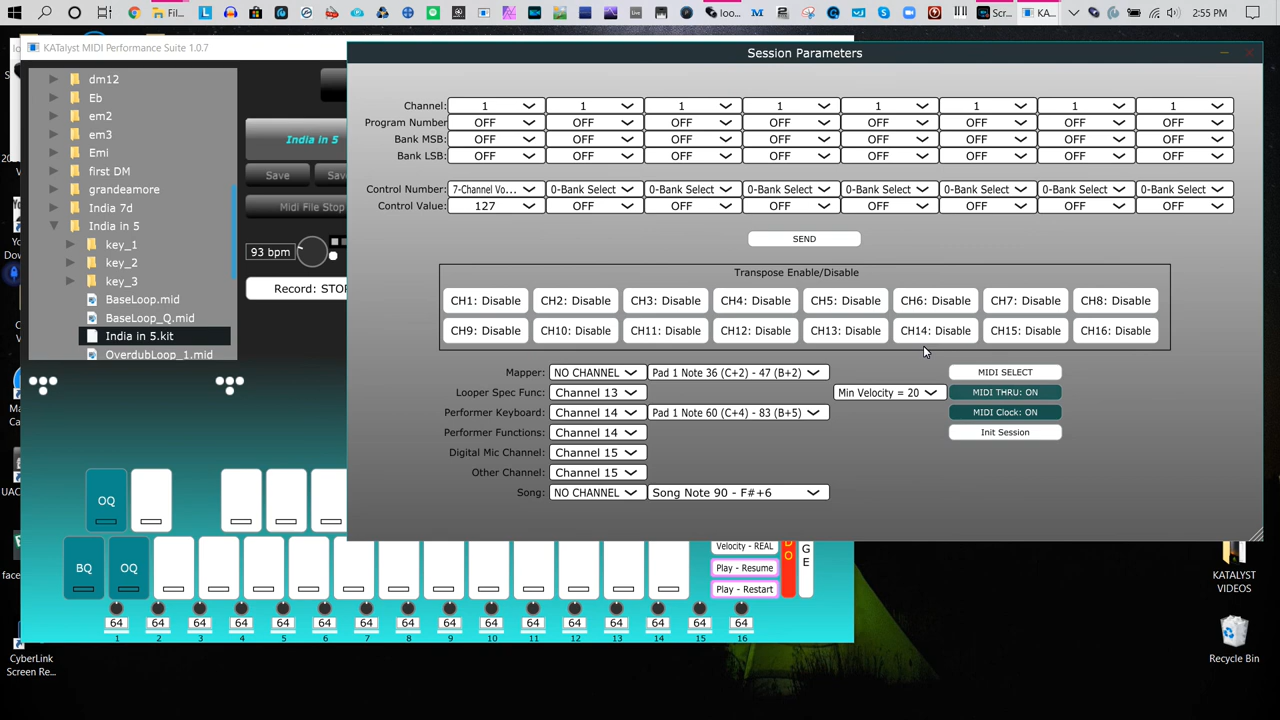 Fil...
loo...
Scr...
KA...
2:55 PM
KATalyst MIDI Performance Suite 1.0.7
Session Parameters
dm12
Eb
em2
em3
Emi
first DM
grandeamore
India 7d
India in 5
key_1
key_2
key_3
BaseLoop.mid
BaseLoop_Q.mid
India in 5.kit
OverdubLoop_1.mid
India in 5
Save
Sav
Midi File Stop
93 bpm
Record: STO
Channel: 1 1 1 1 1 1 1 1
Program Number OFF OFF OFF OFF OFF OFF OFF OFF
Bank MSB: OFF OFF OFF OFF OFF OFF OFF OFF
Bank LSB: OFF OFF OFF OFF OFF OFF OFF OFF
Control Number: 7-Channel Vo... 0-Bank Select 0-Bank Select 0-Bank Select 0-Bank Select 0-Bank Select 0-Bank Select 0-Bank Select
Control Value: 127 OFF OFF OFF OFF OFF OFF OFF
SEND
Transpose Enable/Disable
CH1: Disable CH2: Disable CH3: Disable CH4: Disable CH5: Disable CH6: Disable CH7: Disable CH8: Disable
CH9: Disable CH10: Disable CH11: Disable CH12: Disable CH13: Disable CH14: Disable CH15: Disable CH16: Disable
Mapper: NO CHANNEL Pad 1 Note 36 (C+2) - 47 (B+2) MIDI SELECT
Looper Spec Func: Channel 13 Min Velocity = 20 MIDI THRU: ON
Performer Keyboard: Channel 14 Pad 1 Note 60 (C+4) - 83 (B+5) MIDI Clock: ON
Performer Functions: Channel 14 Init Session
Digital Mic Channel: Channel 15
Other Channel: Channel 15
Song: NO CHANNEL Song Note 90 - F#+6
OQ
BQ OQ
Velocity - REAL
Play - Resume
Play - Restart
D
O
G
E
64 64 64 64 64 64 64 64 64 64 64 64 64 64 64 64
1 2 3 4 5 6 7 8 9 10 11 12 13 14 15 16
CyberLink
Screen Re...
KATALYST
VIDEOS
Recycle Bin